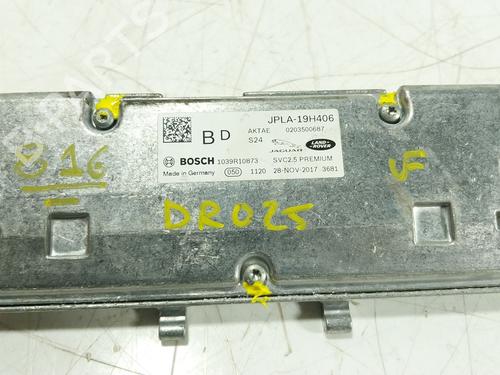 BD
JPLA-19H406
AKTAE 0203500687
S24 JAGUAR LAND-ROVER
BOSCH 1039R10873 SVC2.5 PREMIUM
Made in Germany 050 1120 28-NOV-2017 3681
816
DR025